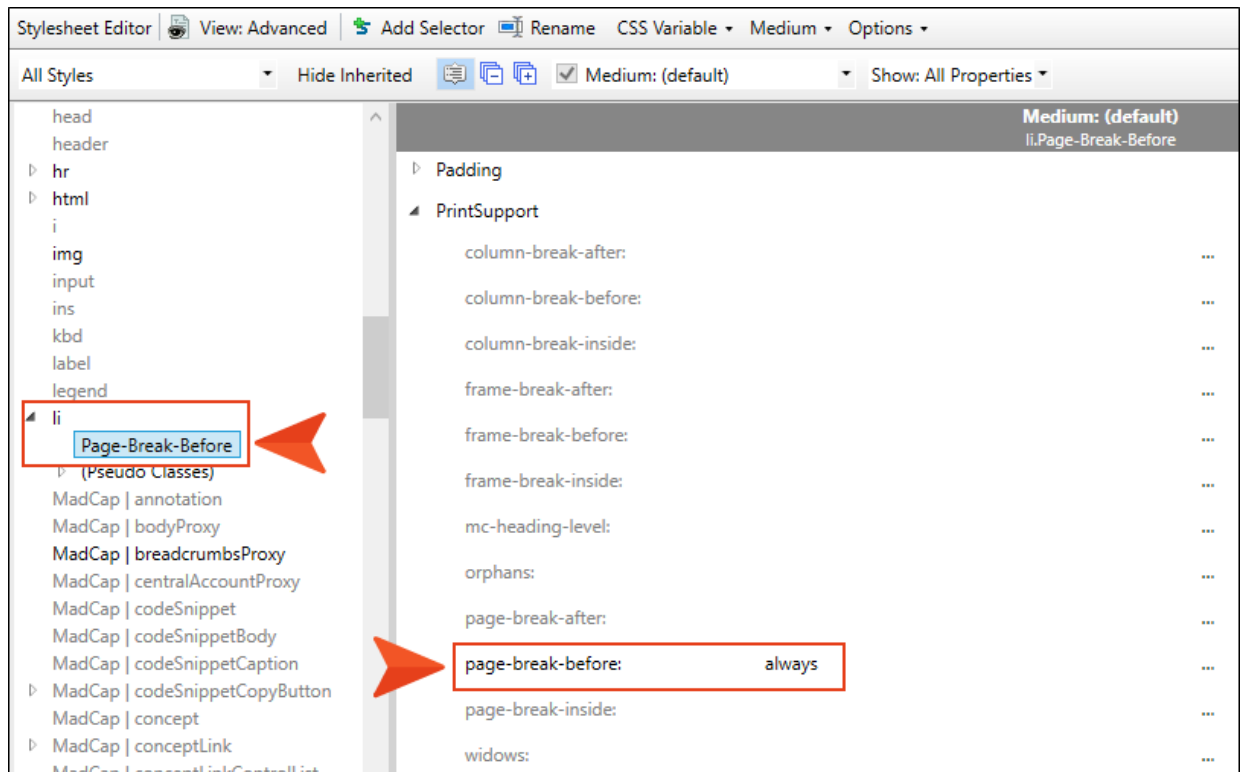 Stylesheet Editor View: Advanced Add Selector Rename CSS Variable Medium Options
All Styles Hide Inherited Medium: (default) Show: All Properties
head
header
hr
html
i
img
input
ins
kbd
label
legend
li
Page-Break-Before
(Pseudo Classes)
MadCap | annotation
MadCap | bodyProxy
MadCap | breadcrumbsProxy
MadCap | centralAccountProxy
MadCap | codeSnippet
MadCap | codeSnippetBody
MadCap | codeSnippetCaption
MadCap | codeSnippetCopyButton
MadCap | concept
MadCap | conceptLink
MadCap | conceptLinkControlList
Medium: (default)
li.Page-Break-Before
Padding
PrintSupport
column-break-after: ...
column-break-before: ...
column-break-inside: ...
frame-break-after: ...
frame-break-before: ...
frame-break-inside: ...
mc-heading-level: ...
orphans: ...
page-break-after: ...
page-break-before: always ...
page-break-inside: ...
widows: ...